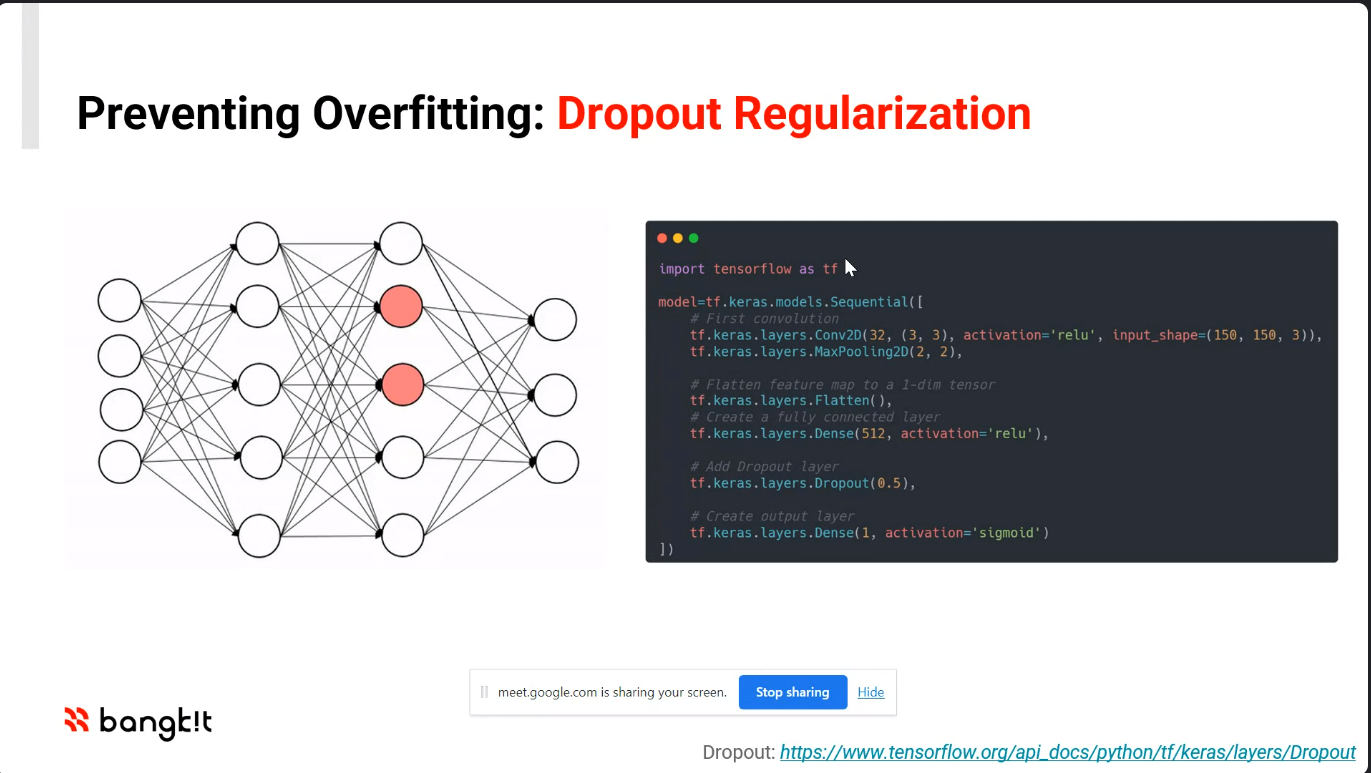 Preventing Overfitting: Dropout Regularization
import tensorflow as tf
model=tf.keras.models.Sequential([
    # First convolution
    tf.keras.layers.Conv2D(32, (3, 3), activation='relu', input_shape=(150, 150, 3)),
    tf.keras.layers.MaxPooling2D(2, 2),
    # Flatten feature map to a 1-dim tensor
    tf.keras.layers.Flatten(),
    # Create a fully connected layer
    tf.keras.layers.Dense(512, activation='relu'),
    # Add Dropout layer
    tf.keras.layers.Dropout(0.5),
    # Create output layer
    tf.keras.layers.Dense(1, activation='sigmoid')
])
meet.google.com is sharing your screen. Stop sharing Hide
bangk!t
Dropout: https://www.tensorflow.org/api_docs/python/tf/keras/layers/Dropout